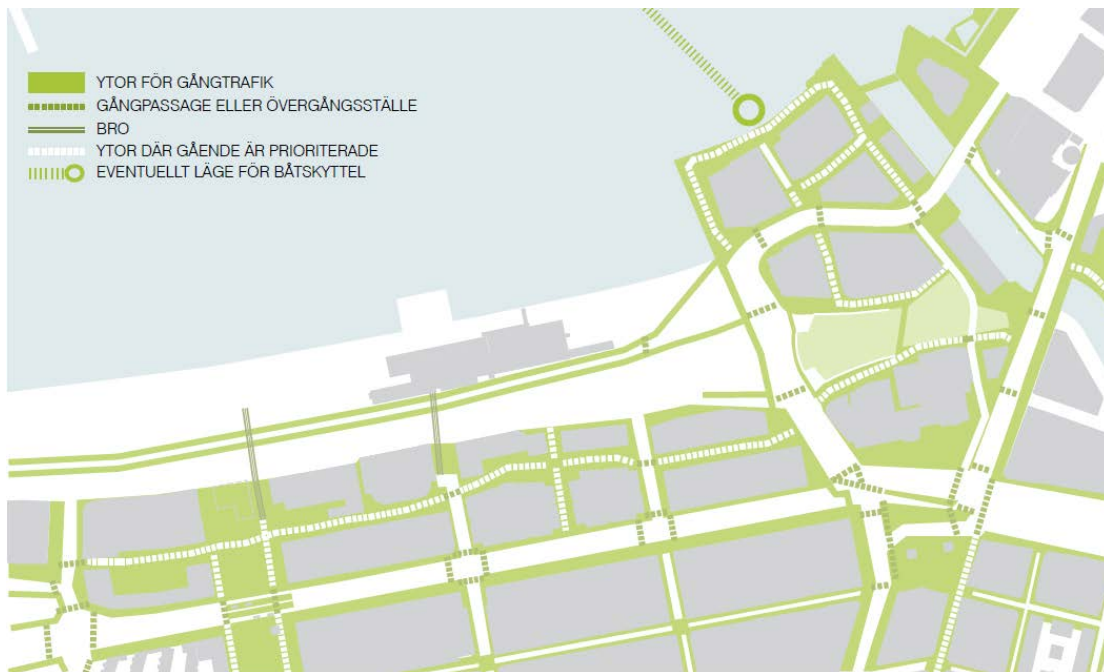 YTOR FÖR GÅNGTRAFIK
GÅNGPASSAGE ELLER ÖVERGÅNGSSTÄLLE
BRO
YTOR DÄR GÅENDE ÄR PRIORITERADE
EVENTUELLT LÄGE FÖR BÅTSKYTTEL